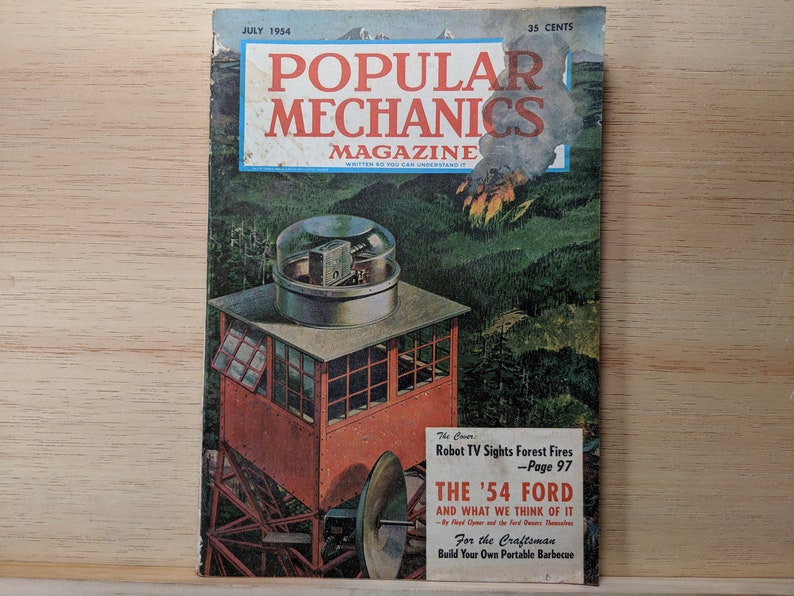 JULY 1954
35 CENTS
POPULAR
MECHANICS
MAGAZINE
WRITTEN SO YOU CAN UNDERSTAND IT
The Cover:
Robot TV Sights Forest Fires
—Page 97
THE '54 FORD
AND WHAT WE THINK OF IT
—By Floyd Clymer and the Ford Owners Themselves
For the Craftsman
Build Your Own Portable Barbecue